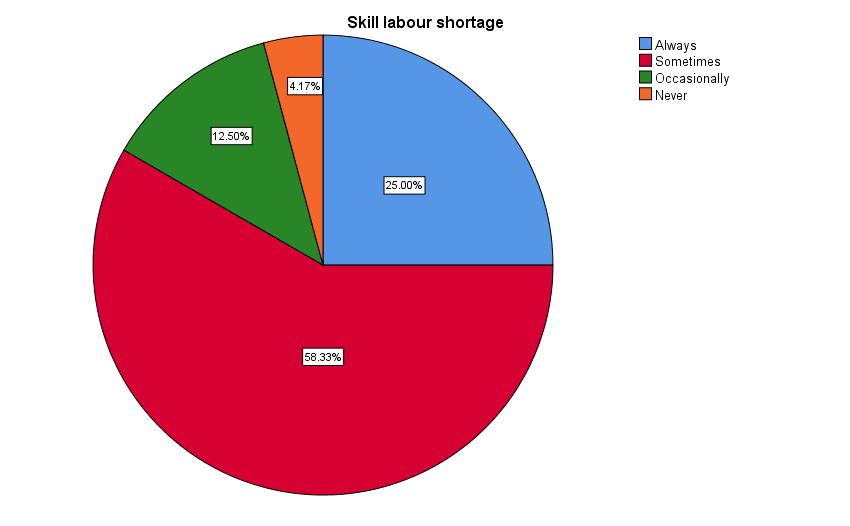 Skill labour shortage
Always
Sometimes
Occasionally
Never
4.17%
12.50%
25.00%
58.33%